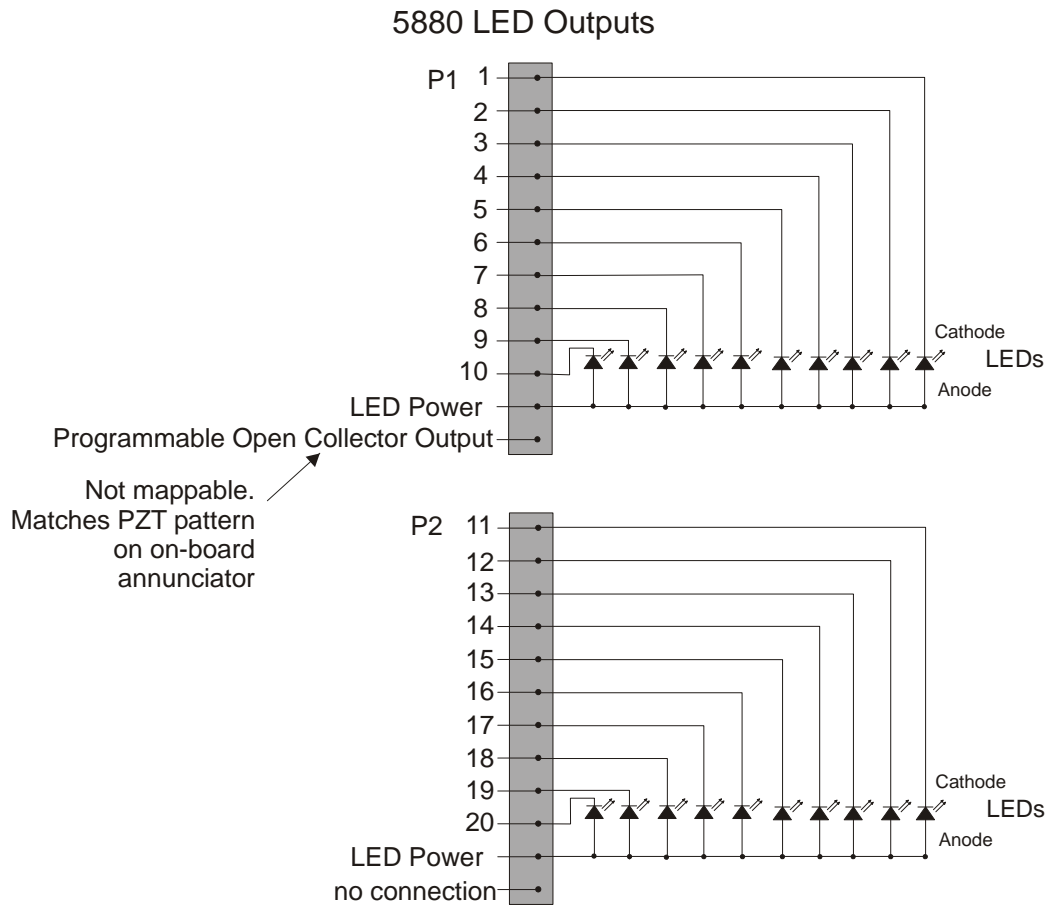 5880 LED Outputs
P1 1
2
3
4
5
6
7
8
9
10
Cathode
LEDs
Anode
LED Power
Programmable Open Collector Output
Not mappable.
Matches PZT pattern
on on-board
annunciator
P2 11
12
13
14
15
16
17
18
19
20
Cathode
LEDs
Anode
LED Power
no connection